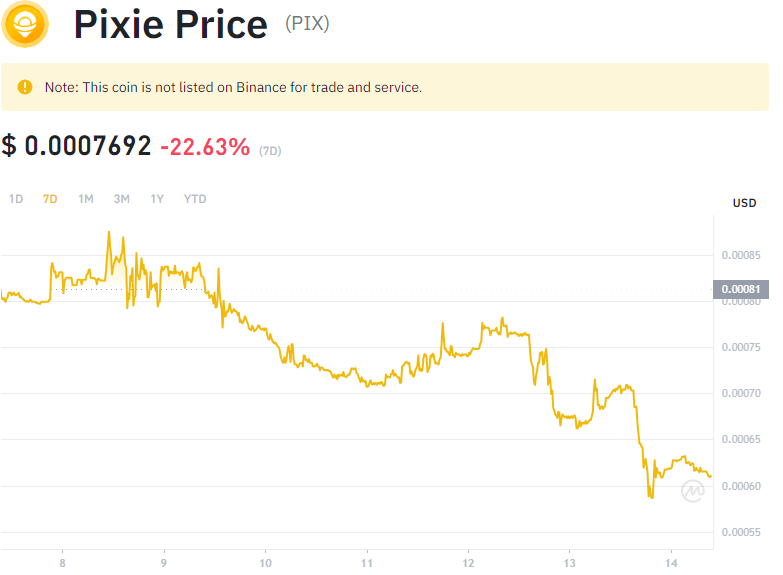 Pixie Price (PIX)
Note: This coin is not listed on Binance for trade and service.
$ 0.0007692 -22.63% (7D)
1D 7D 1M 3M 1Y YTD
USD
0.00085
0.00081
0.00080
0.00075
0.00070
0.00065
0.00060
0.00055
8 9 10 11 12 13 14